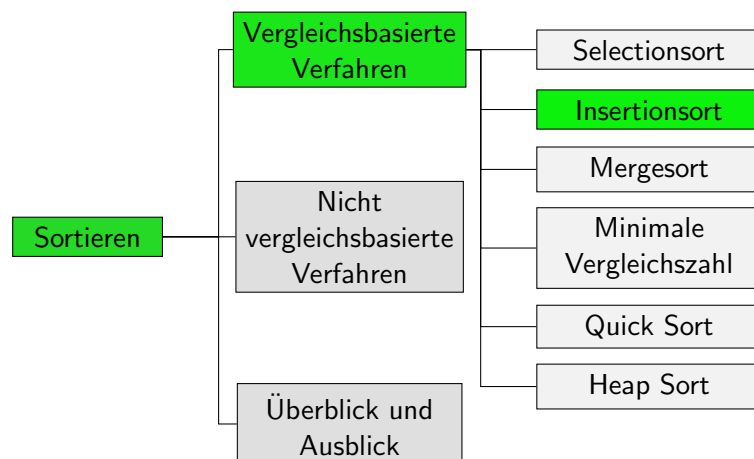 Sortieren
Vergleichsbasierte
Verfahren
Selectionsort
Insertionsort
Mergesort
Minimale
Vergleichszahl
Quick Sort
Heap Sort
Nicht
vergleichsbasierte
Verfahren
Überblick und
Ausblick